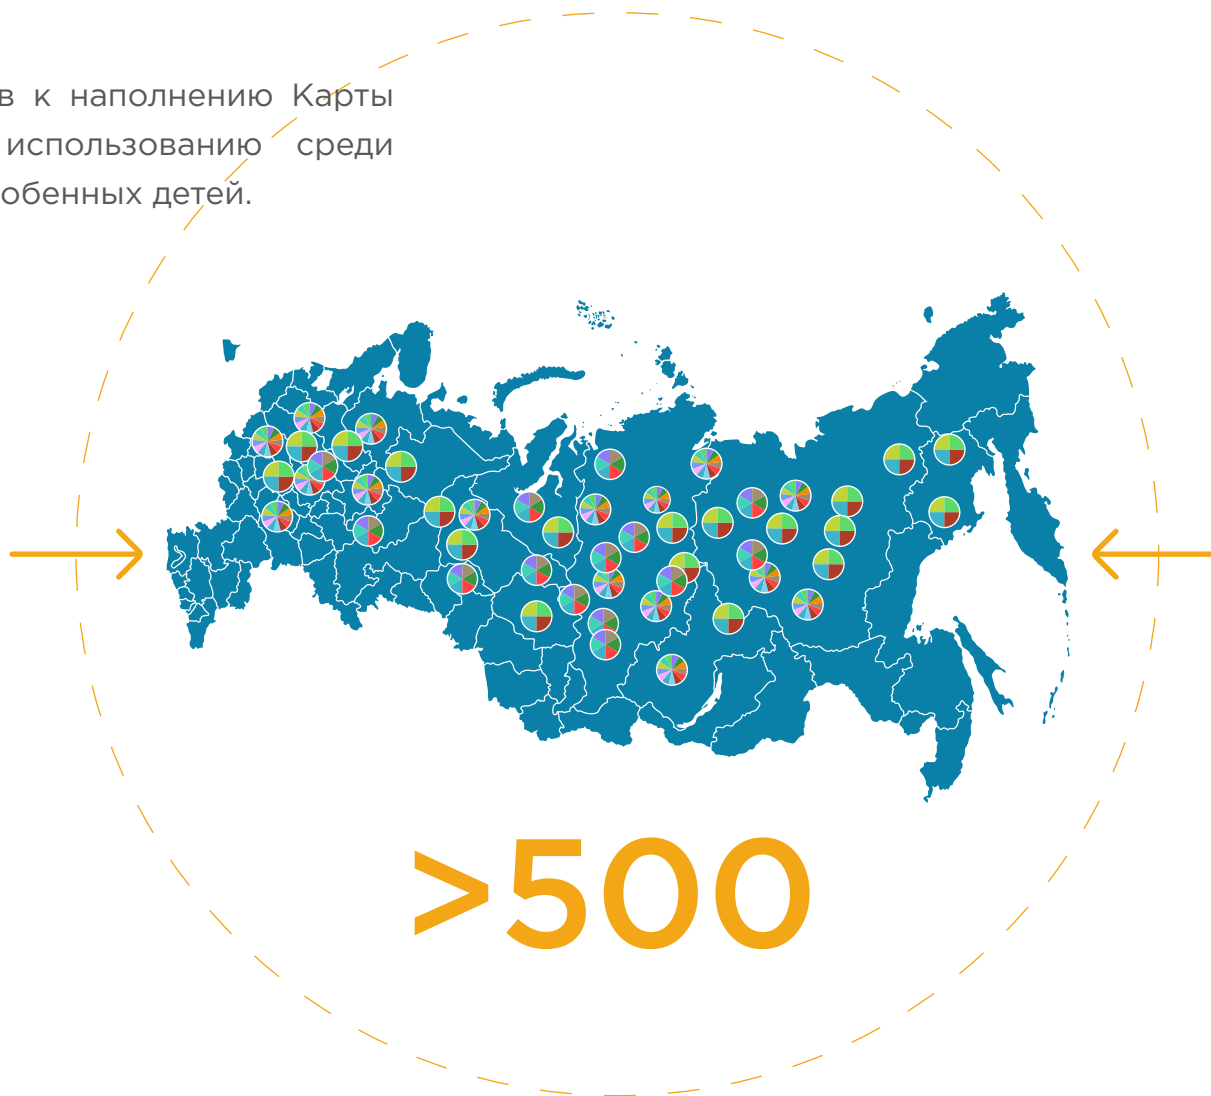 в к наполнению Карты
использованию среди
обенных детей.
>500